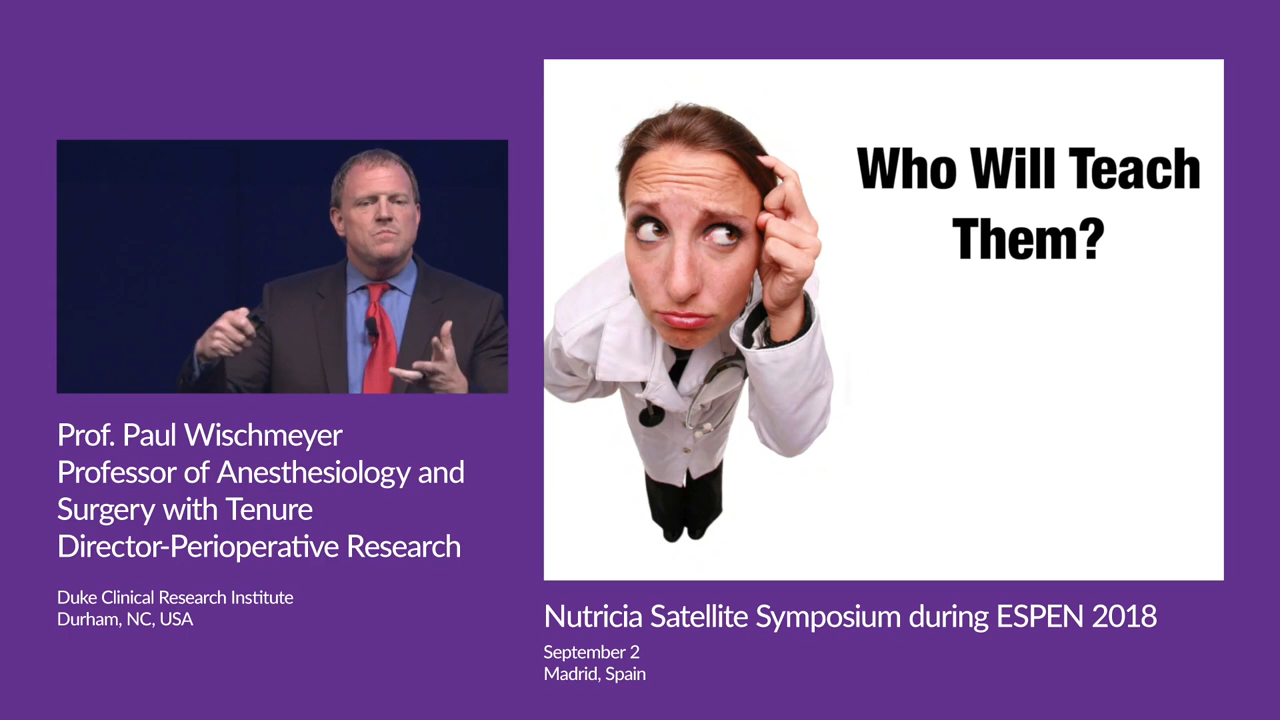 Who Will Teach
Them?
Prof. Paul Wischmeyer
Professor of Anesthesiology and
Surgery with Tenure
Director-Perioperative Research
Duke Clinical Research Institute
Durham, NC, USA
Nutricia Satellite Symposium during ESPEN 2018
September 2
Madrid, Spain